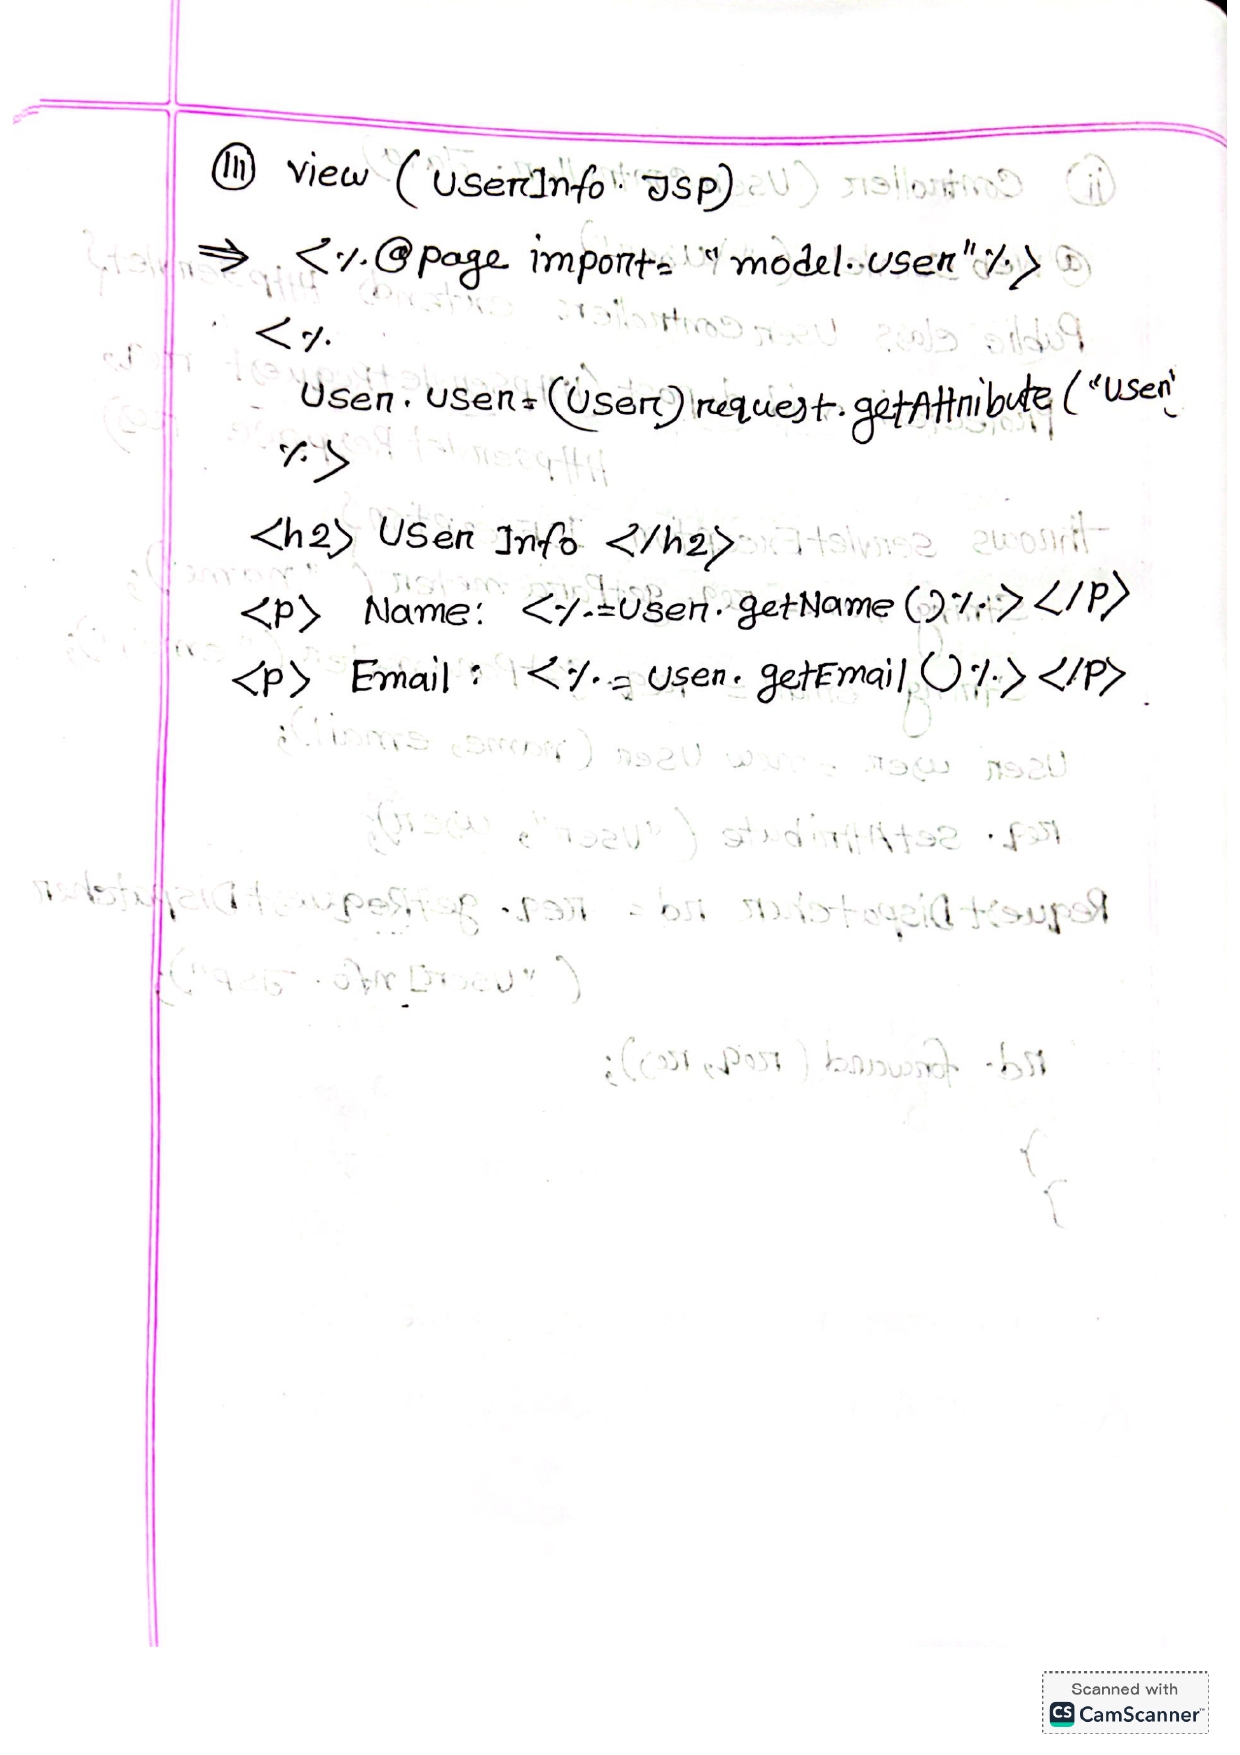 (iii) view (UserInfo. JSP)
⇒ <%@page import= "model.user"%>
<%
User. user=(User)request.getAttribute("User"
%>
<h2> User Info </h2>
<p> Name: <%=User.getName()%></p>
<p> Email: <%= User.getEmail()%></p>
Scanned with
CS CamScanner